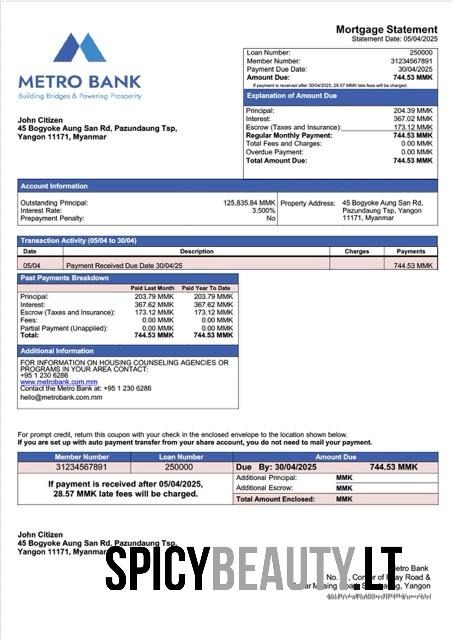 Mortgage Statement
Statement Date: 05/04/2025
METRO BANK
Building Bridges & Powering Prosperity
Loan Number: 250000
Member Number: 31234567891
Payment Due Date: 30/04/2025
Amount Due: 744.53 MMK
If payment is received after 30/04/2025, 28.57 MMK late fees will be charged.
Explanation of Amount Due
Principal: 204.39 MMK
Interest: 367.02 MMK
Escrow (Taxes and Insurance): 173.12 MMK
Regular Monthly Payment: 744.53 MMK
Total Fees and Charges: 0.00 MMK
Overdue Payment: 0.00 MMK
Total Amount Due: 744.53 MMK
John Citizen
45 Bogyoke Aung San Rd, Pazundaung Tsp,
Yangon 11171, Myanmar
Account Information
Outstanding Principal: 125,835.84 MMK
Interest Rate: 3.500%
Prepayment Penalty: No
Property Address: 45 Bogyoke Aung San Rd,
Pazundaung Tsp, Yangon
11171, Myanmar
Transaction Activity (05/04 to 30/04)
Date Description Charges Payments
05/04 Payment Received Due Date 30/04/25 744.53 MMK
Past Payments Breakdown
Paid Last Month Paid Year To Date
Principal: 203.79 MMK 203.79 MMK
Interest: 367.62 MMK 367.62 MMK
Escrow (Taxes and Insurance): 173.12 MMK 173.12 MMK
Fees: 0.00 MMK 0.00 MMK
Partial Payment (Unapplied): 0.00 MMK 0.00 MMK
Total: 744.53 MMK 744.53 MMK
Additional Information
FOR INFORMATION ON HOUSING COUNSELING AGENCIES OR
PROGRAMS IN YOUR AREA CONTACT:
+95 1 230 6286
www.metrobank.com.mm
Contact the Metro Bank at: +95 1 230 6286
hello@metrobank.com.mm
For prompt credit, return this coupon with your check in the enclosed envelope to the location shown below.
If you are set up with auto payment transfer from your share account, you do not need to mail your payment.
Member Number Loan Number Amount Due
31234567891 250000 Due By: 30/04/2025 744.53 MMK
If payment is received after 05/04/2025,
28.57 MMK late fees will be charged.
Additional Principal: MMK
Additional Escrow: MMK
Total Amount Enclosed: MMK
John Citizen
45 Bogyoke Aung San Rd, Pazundaung Tsp,
Yangon 11171, Myanmar
SPICYBEAUTY.LT
Metro Bank
Road &
Yangon